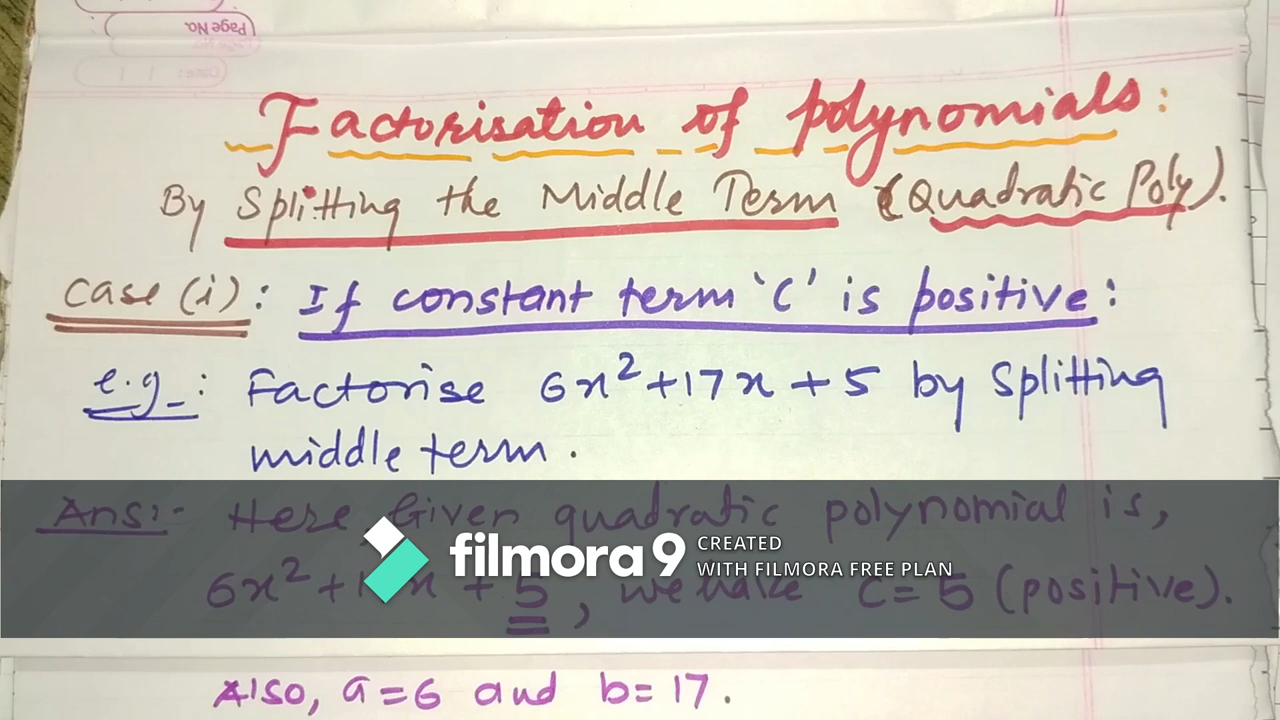 Page No.
Date:
Factorisation of polynomials:
By Splitting the Middle Term (Quadratic Poly).
Case (i): If constant term 'C' is positive:
e.g.: Factorise 6x²+17x+5 by Splitting
middle term.
Ans:- Here Given quadratic polynomial is,
6x²+17x+5, we have C=5 (positive).
filmora9 CREATED
WITH FILMORA FREE PLAN
Also, a=6 and b=17.